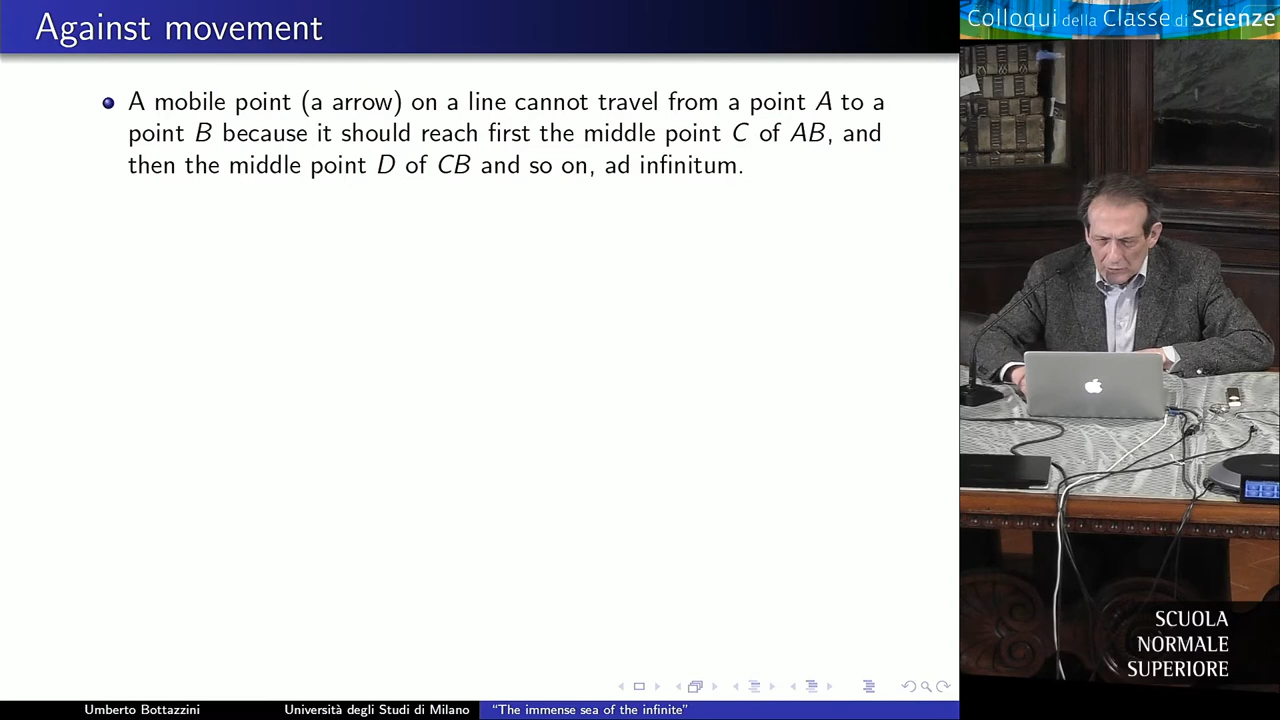 Against movement
Colloqui della Classe di Scienze
A mobile point (a arrow) on a line cannot travel from a point A to a
point B because it should reach first the middle point C of AB, and
then the middle point D of CB and so on, ad infinitum.
SCUOLA
NORMALE
SUPERIORE
Umberto Bottazzini
Università degli Studi di Milano
“The immense sea of the infinite”